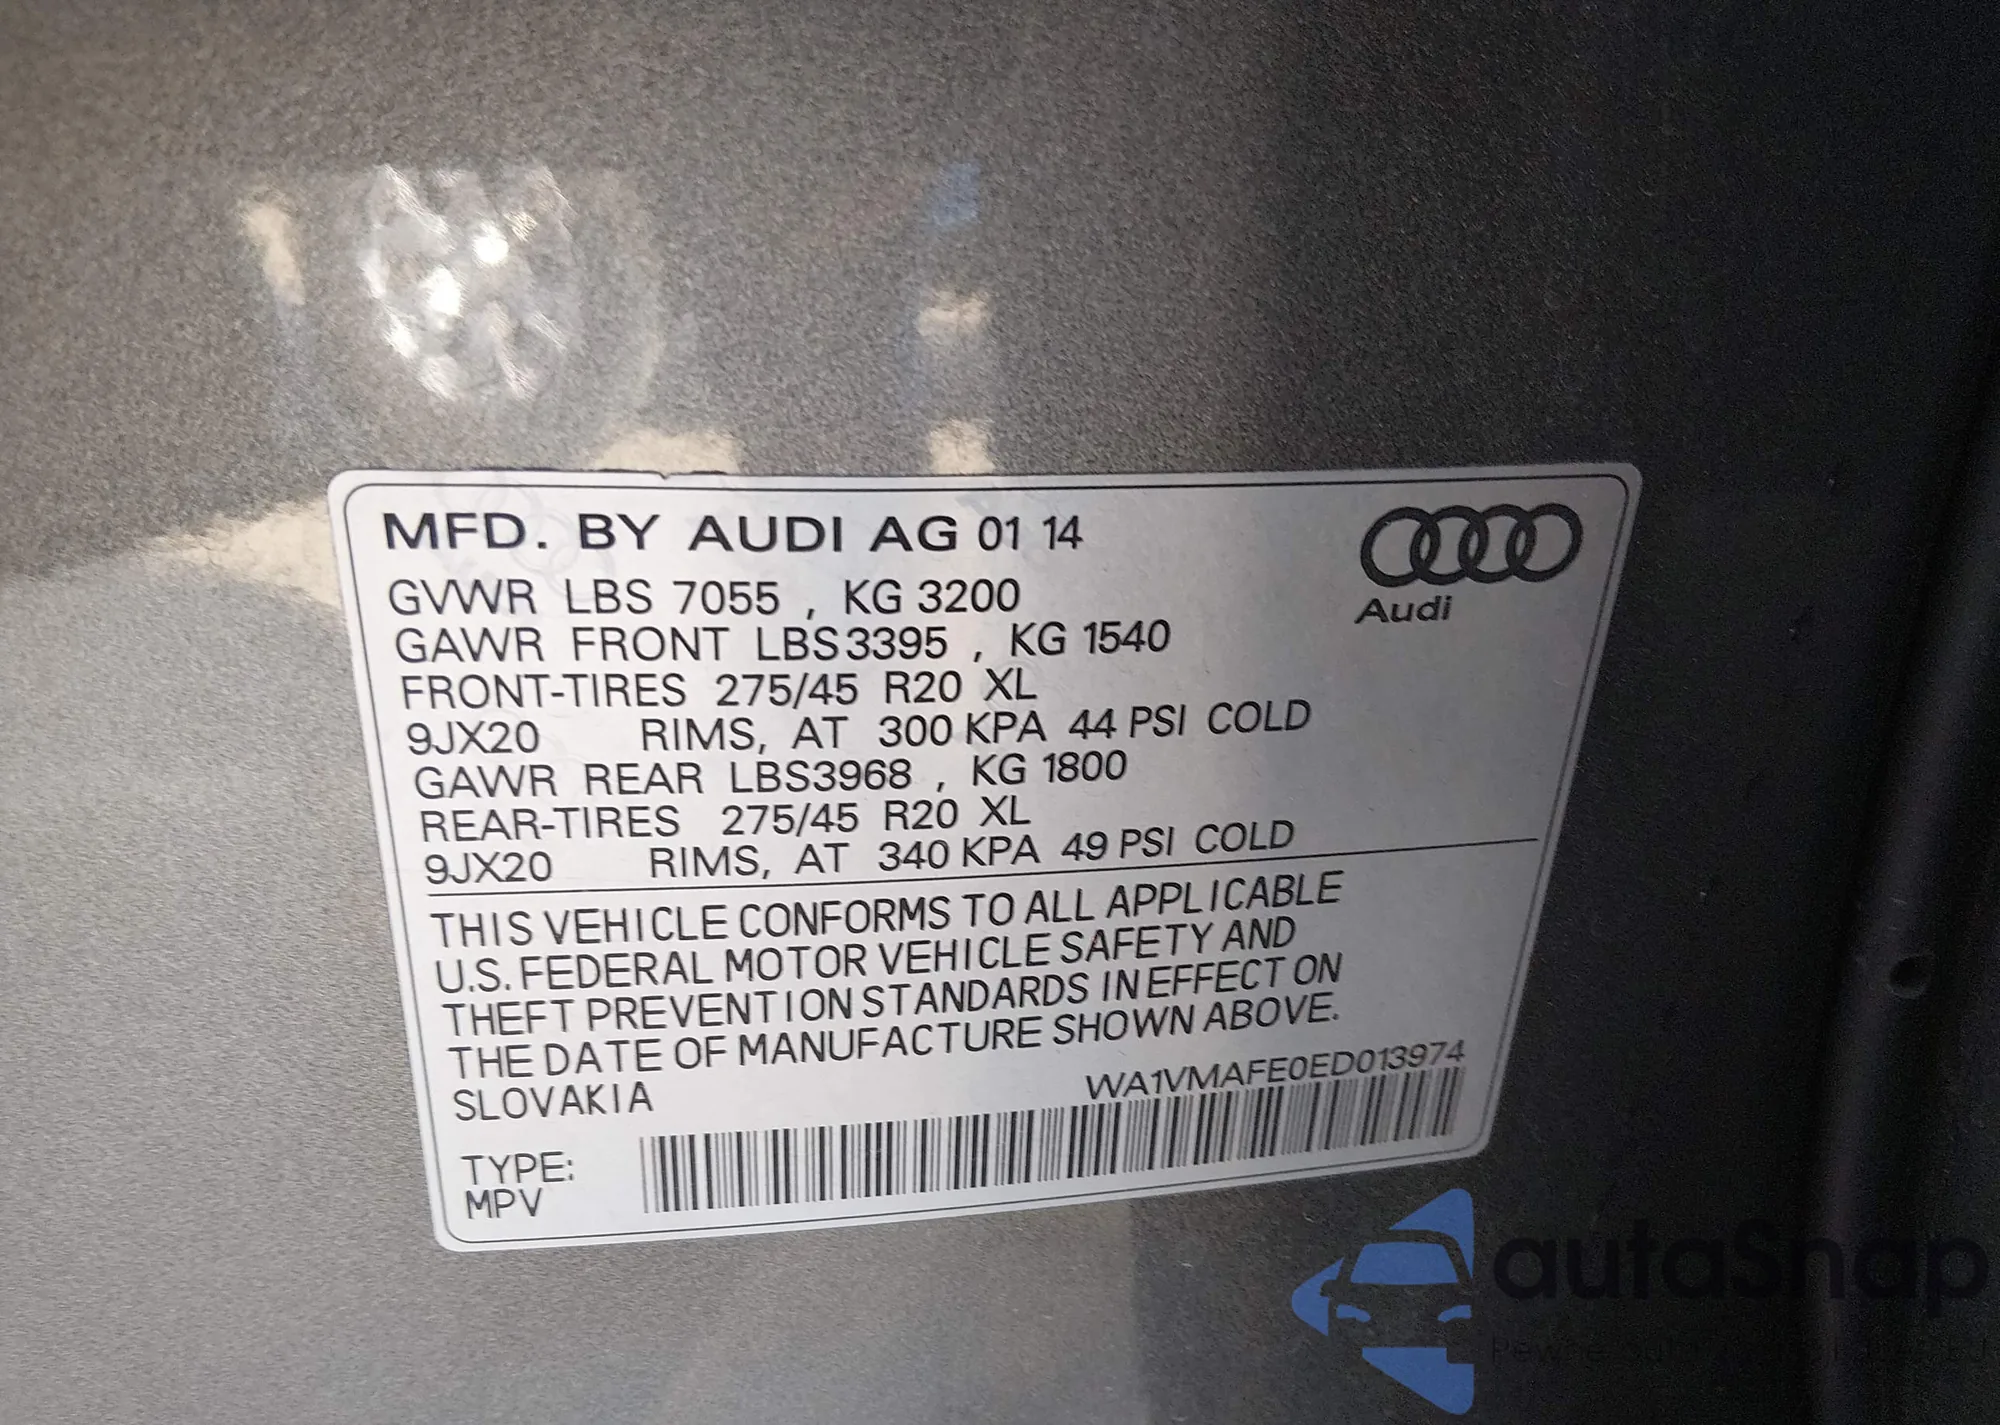 MFD. BY AUDI AG 01 14
Audi
GVWR LBS 7055 , KG 3200
GAWR FRONT LBS3395 , KG 1540
FRONT-TIRES 275/45 R20 XL
9JX20 RIMS, AT 300 KPA 44 PSI COLD
GAWR REAR LBS3968 , KG 1800
REAR-TIRES 275/45 R20 XL
9JX20 RIMS, AT 340 KPA 49 PSI COLD
THIS VEHICLE CONFORMS TO ALL APPLICABLE
U.S. FEDERAL MOTOR VEHICLE SAFETY AND
THEFT PREVENTION STANDARDS IN EFFECT ON
THE DATE OF MANUFACTURE SHOWN ABOVE.
SLOVAKIA
WA1VMAFE0ED013974
TYPE:
MPV
autaSnap